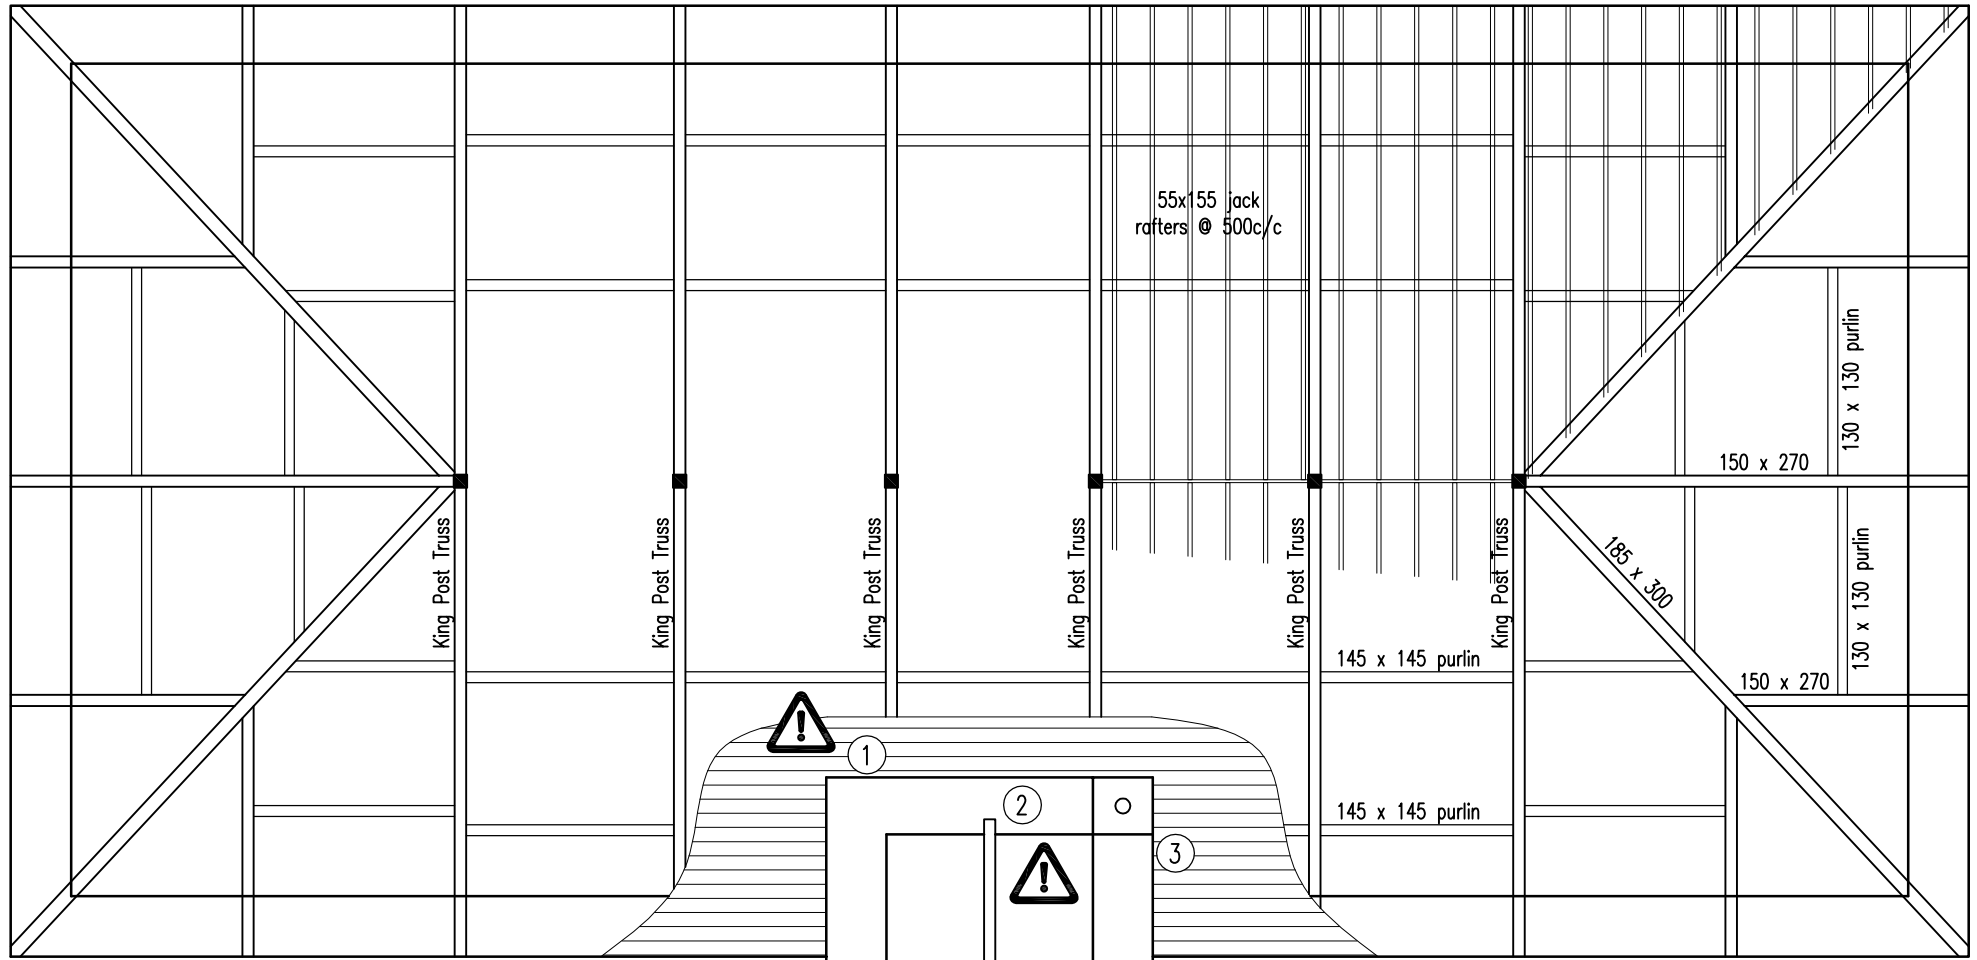 55x155 jack
rafters @ 500c/c
130 x 130 purlin
150 x 270
King Post Truss
King Post Truss
King Post Truss
King Post Truss
King Post Truss
King Post Truss
185 x 300
130 x 130 purlin
145 x 145 purlin
150 x 270
!
1
2
145 x 145 purlin
3
!